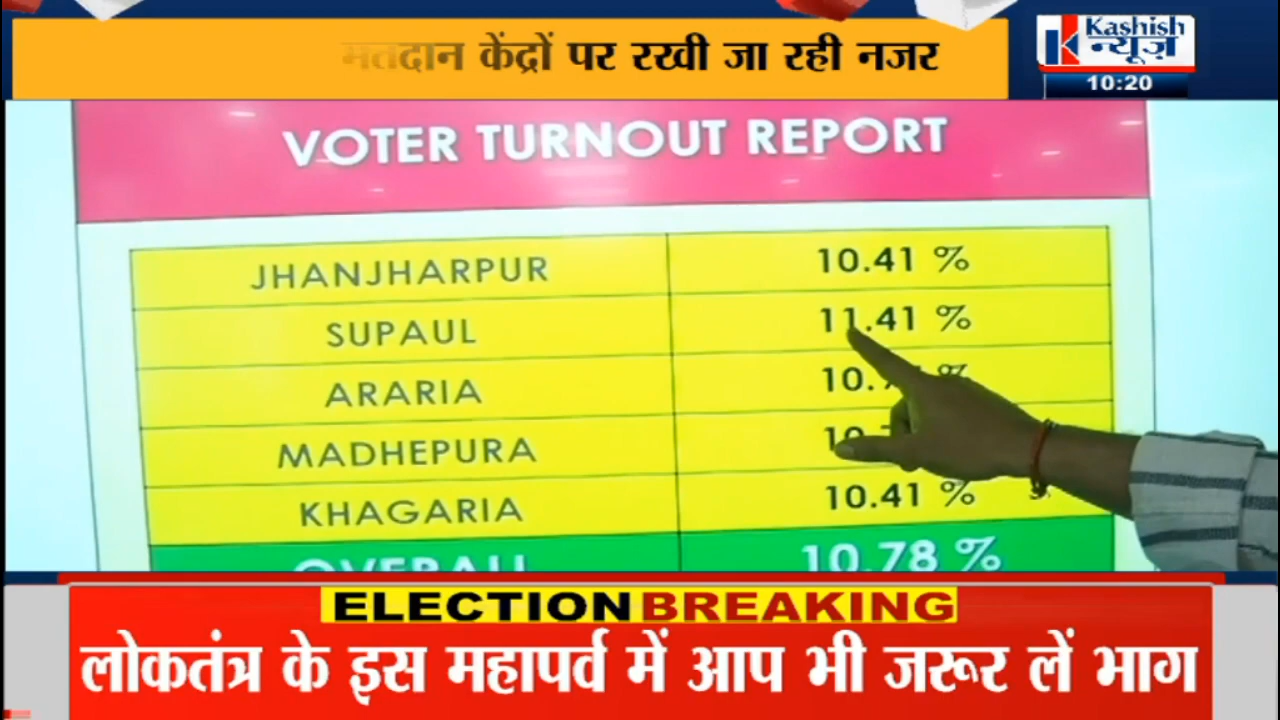 मतदान केंद्रों पर रखी जा रही नजर
Kashish
न्यूज़
10:20
VOTER TURNOUT REPORT
JHANJHARPUR 10.41 %
SUPAUL 11.41 %
ARARIA %
MADHEPURA
KHAGARIA 10.41 %
OVERALL 10.78 %
ELECTION BREAKING
लोकतंत्र के इस महापर्व में आप भी जरूर लें भाग